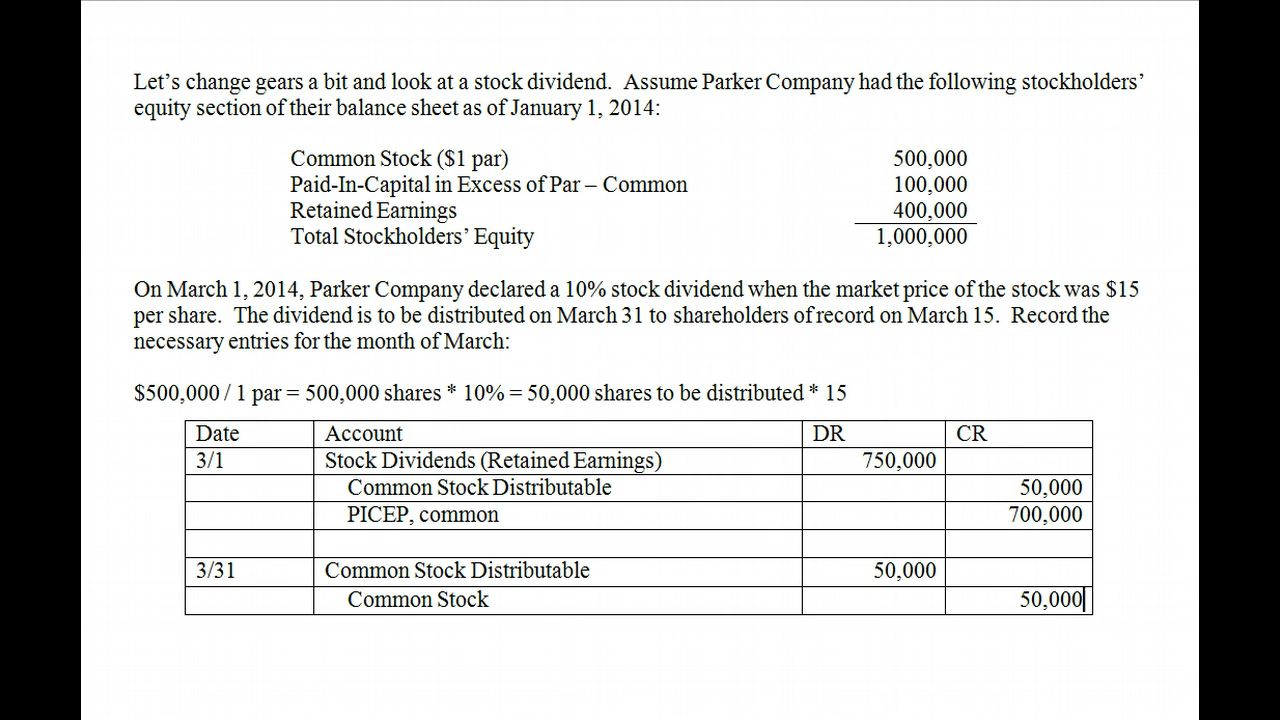 Let’s change gears a bit and look at a stock dividend. Assume Parker Company had the following stockholders’
equity section of their balance sheet as of January 1, 2014:
Common Stock ($1 par) 500,000
Paid-In-Capital in Excess of Par – Common 100,000
Retained Earnings 400,000
Total Stockholders’ Equity 1,000,000
On March 1, 2014, Parker Company declared a 10% stock dividend when the market price of the stock was $15
per share. The dividend is to be distributed on March 31 to shareholders of record on March 15. Record the
necessary entries for the month of March:
$500,000 / 1 par = 500,000 shares * 10% = 50,000 shares to be distributed * 15
Date Account DR CR
3/1 Stock Dividends (Retained Earnings) 750,000
Common Stock Distributable 50,000
PICEP, common 700,000
3/31 Common Stock Distributable 50,000
Common Stock 50,000